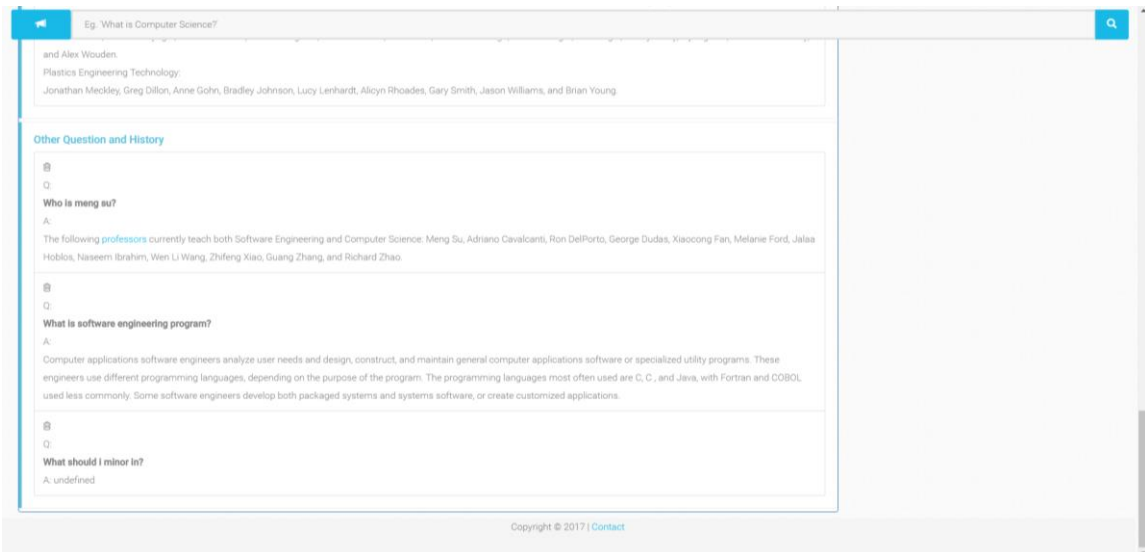 Eg. 'What is Computer Science?'
and Alex Wouden.
Plastics Engineering Technology:
Jonathan Meckley, Greg Dillon, Anne Gohn, Bradley Johnson, Lucy Lenhardt, Alicyn Rhoades, Gary Smith, Jason Williams, and Brian Young.
Other Question and History
Q:
Who is meng su?
A:
The following professors currently teach both Software Engineering and Computer Science: Meng Su, Adriano Cavalcanti, Ron DelPorto, George Dudas, Xiaocong Fan, Melanie Ford, Jalaa
Hoblos, Naseem Ibrahim, Wen Li Wang, Zhifeng Xiao, Guang Zhang, and Richard Zhao.
Q:
What is software engineering program?
A:
Computer applications software engineers analyze user needs and design, construct, and maintain general computer applications software or specialized utility programs. These
engineers use different programming languages, depending on the purpose of the program. The programming languages most often used are C, C , and Java, with Fortran and COBOL
used less commonly. Some software engineers develop both packaged systems and systems software, or create customized applications.
Q:
What should i minor in?
A: undefined
Copyright © 2017 | Contact